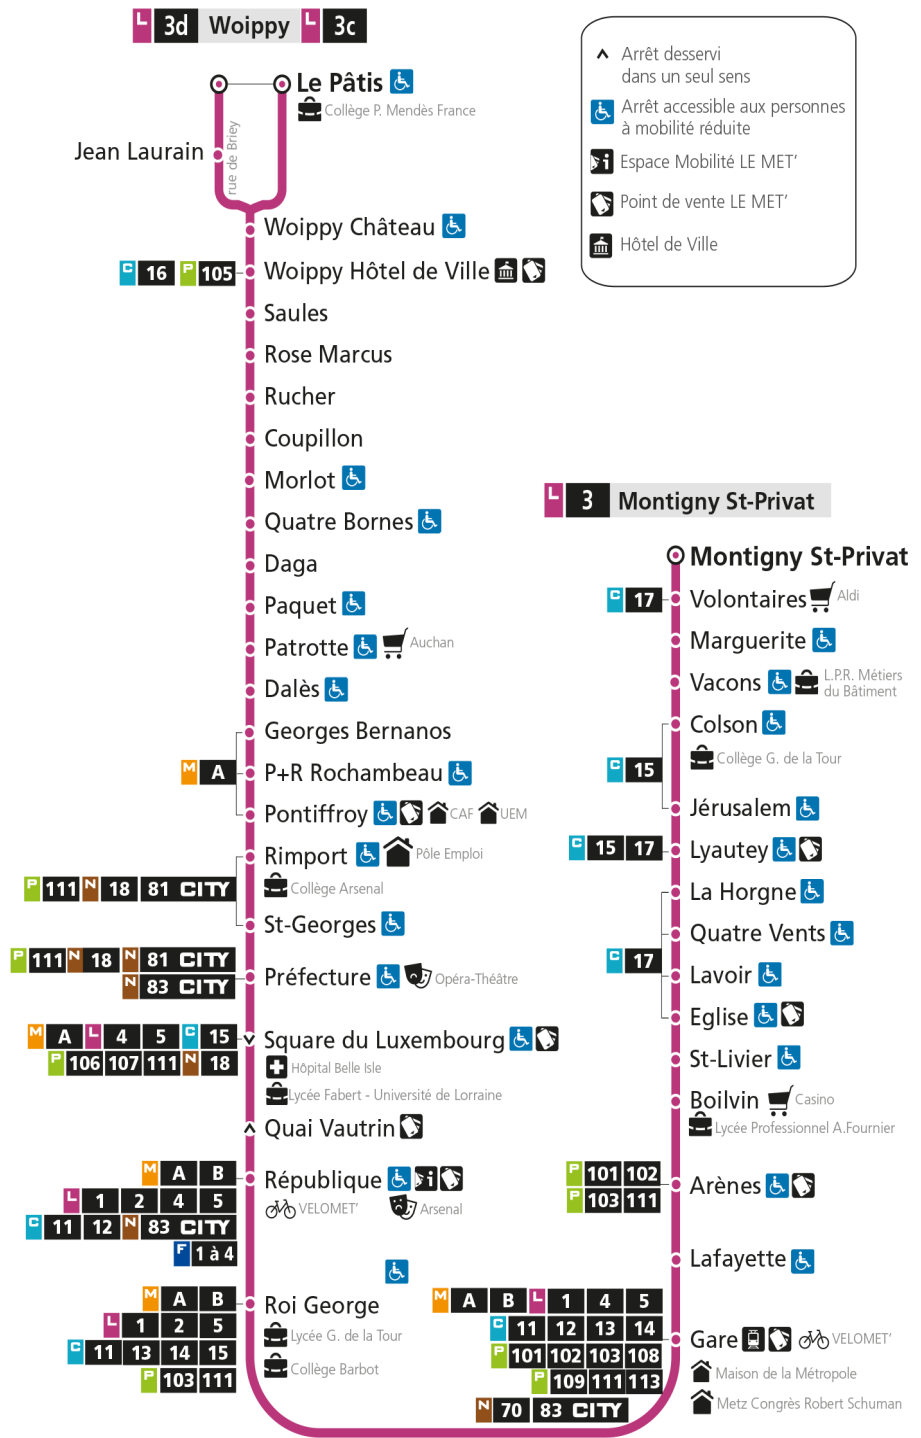 L 3d Woippy L 3c
Le Pâtis
Collège P. Mendès France
Jean Laurain
rue de Briey
Woippy Château
C 16 P 105 Woippy Hôtel de Ville
Saules
Rose Marcus
Rucher
Coupillon
Morlot
Quatre Bornes
Daga
Paquet
Patrotte Auchan
Dalès
Georges Bernanos
M A P+R Rochambeau
Pontiffroy CAF UEM
Rimport Pôle Emploi
P 111 N 18 81 CITY Collège Arsenal
St-Georges
P 111 N 18 N 81 CITY
N 83 CITY
Préfecture Opéra-Théâtre
M A L 4 5 C 15
P 106 107 111 N 18
Square du Luxembourg
Hôpital Belle Isle
Lycée Fabert - Université de Lorraine
Quai Vautrin
M A B
L 1 2 4 5
C 11 12 N 83 CITY
F 1 à 4
République
VELOMET' Arsenal
M A B
L 1 2 5
C 11 13 14 15
P 103 111
Roi George
Lycée G. de la Tour
Collège Barbot
Arrêt desservi
dans un seul sens
Arrêt accessible aux personnes
à mobilité réduite
Espace Mobilité LE MET'
Point de vente LE MET'
Hôtel de Ville
L 3 Montigny St-Privat
Montigny St-Privat
C 17 Volontaires Aldi
Marguerite
Vacons L.P.R. Métiers
du Bâtiment
Colson
Collège G. de la Tour
C 15
Jérusalem
C 15 17 Lyautey
La Horgne
Quatre Vents
C 17
Lavoir
Eglise
St-Livier
Boilvin Casino
Lycée Professionnel A.Fournier
P 101 102
P 103 111
Arènes
Lafayette
M A B L 1 4 5
C 11 12 13 14
P 101 102 103 108
P 109 111 113
N 70 83 CITY
Gare VELOMET'
Maison de la Métropole
Metz Congrès Robert Schuman